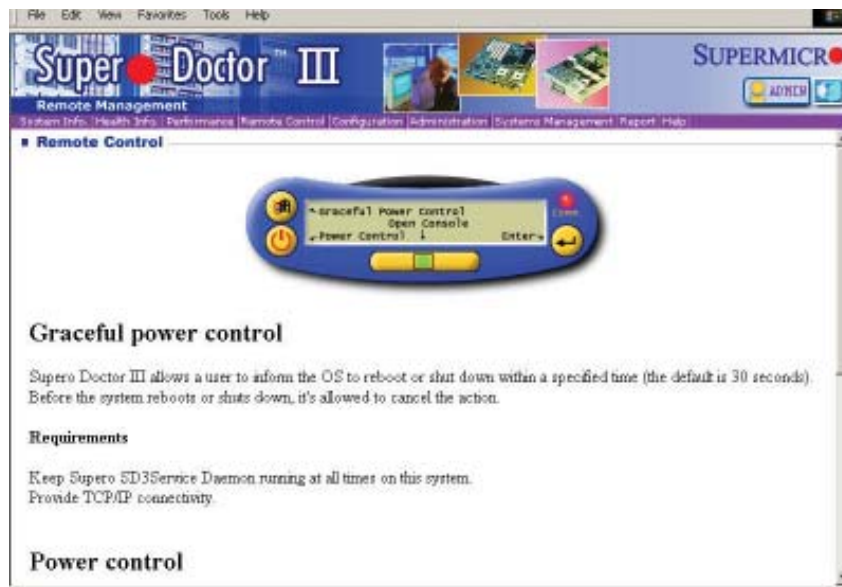 File Edit View Favorites Tools Help
Super Doctor™ III
SUPERMICR
Remote Management
ADMIN
System Info. Health Info. Performance Remote Control Configuration Administration Systems Management Report Help
Remote Control
Graceful Power Control
Open Console
Power Control Enter
Comm.
Graceful power control
Supero Doctor III allows a user to inform the OS to reboot or shut down within a specified time (the default is 30 seconds).
Before the system reboots or shuts down, it's allowed to cancel the action.
Requirements
Keep Supero SD3Service Daemon running at all times on this system.
Provide TCP/IP connectivity.
Power control